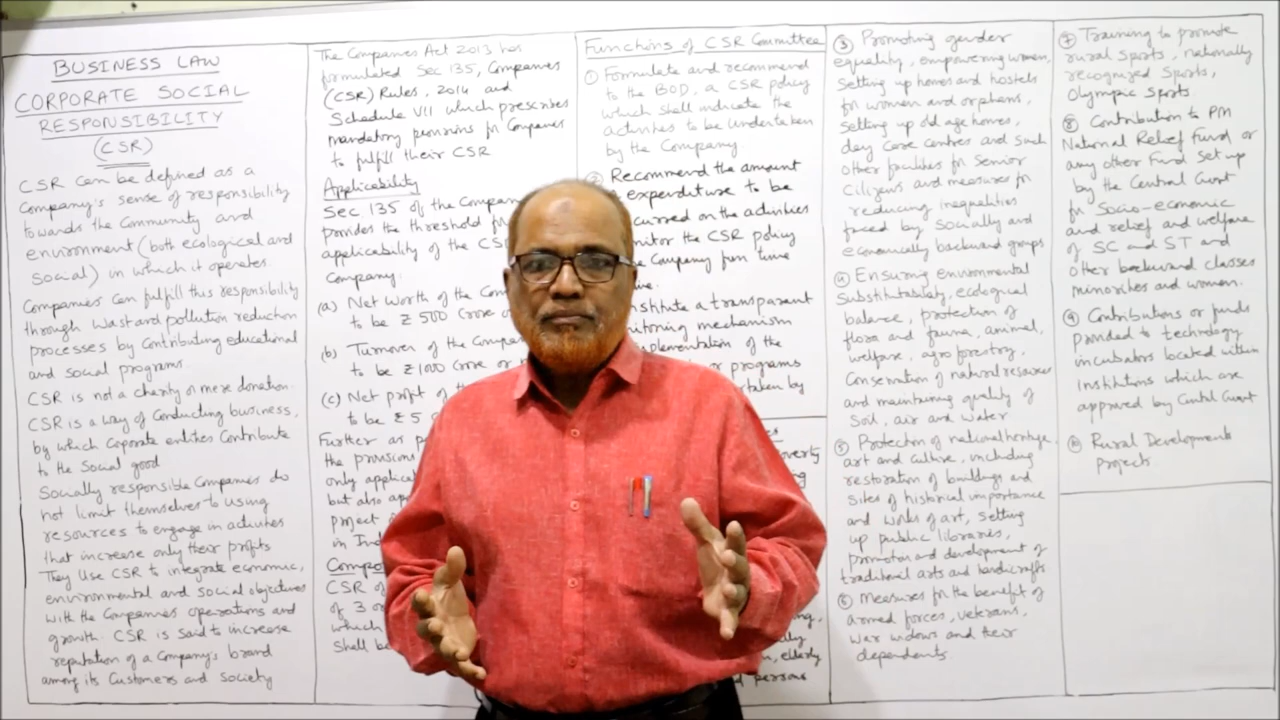 BUSINESS LAW
CORPORATE SOCIAL
RESPONSIBILITY
(CSR)
CSR Can be defined as a
Company's sense of responsibility
towards the Community and
environment (both ecological and
Social) in which it operates
Companies Can fulfill this responsibility
through Wast and pollution reduction
processes by Contributing educational
and social programs.
CSR is not a charity or mere donation.
CSR is a way of Conducting business,
by which Coporate entities Contribute
to the Social good
Socially responsible Companies do
not limit themselves to Using
resources to engage in activities
that increase only their profits
They Use CSR to integrate economic,
environmental and social objectives
with the Companies operations and
growth. CSR is said to increase
reputation of a Company's brand
among its Customers and Society
The Companies Act 2013 has
formulated Sec 135, Companies
(CSR) Rules, 2014 and
Schedule VII which prescribes
mandatory provisions for Companies
to fulfill their CSR
Applicability
Sec 135 of the Compan
provides the threshold
applicability of the CS
Company:
(a) Net Worth of the Com
to be ₹ 500 Crore o
(b) Turnover of the Compa
to be ₹ 1000 Crore or
(c) Net profit of th
to be ₹ 5
Further as p
the provision
only applica
but also ap
project
in Ind
Compo
CSR of
of 3 o
which
Shall be
Functions of CSR Committee
① Formulate and recommend
to the BOD, a CSR policy
which shall indicate the
activities to be Undertaken
by the Company
Recommend the amount
expenditure to be
curred on the activities
nitor the CSR policy
Company from time
stitute a transparent
nitoring mechanism
mplementation of the
or programs
rtaken by
overty
elderly
persons
③ Promoting gender
equality, empowering women,
Setting up homes and hostels
for women and orphans,
Setting up old age homes,
day Care Centres and such
other facilities for Senior
Citizens and measures for
reducing inequalities
faced by Socially and
economically backward groups
④ Ensuring environmental
Substitutability, ecological
balance, protection of
flora and fauna, animal,
welfare, agro forestry,
Conservation of natural resources
and maintaining quality of
Soil, air and water
⑤ Protection of national heritage,
art and Culture, including
restoration of buildings and
Sites of historical importance
and works of art, Setting
up public libraries,
promotion and development of
traditional arts and handicrafts
⑥ Measures for the benefit of
armed forces, veterans,
war widows and their
dependents
⑦ Training to promote
rural Sports, nationally
recognized Sports,
Olympic Sports.
⑧ Contribution to PM
National Relief Fund or
any other Fund Set up
by the Central Govt
for Socio-economic
and relief and welfare
of SC and ST and
other backward classes
minorities and women.
⑨ Contributions or funds
provided to technology
incubators located within
Institutions which are
approved by Central Govt
⑩ Rural Development
projects